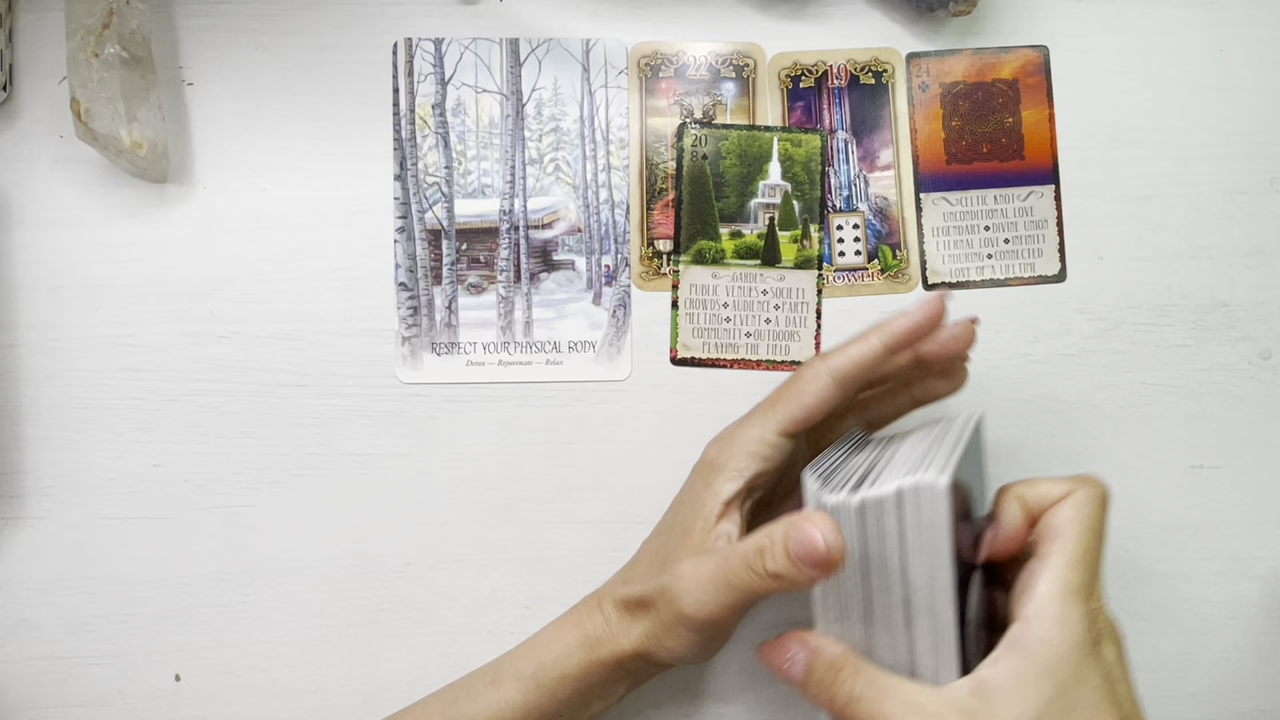 RESPECT YOUR PHYSICAL BODY
Detox — Rejuvenate — Relax
22
20
8♠
GARDEN
PUBLIC VENUES❖SOCIETY
CROWDS❖AUDIENCE❖PARTY
MEETING❖EVENT❖A DATE
COMMUNITY❖OUTDOORS
PLAYING THE FIELD
19
6
TOWER
24
♣
CELTIC KNOT
UNCONDITIONAL LOVE
LEGENDARY❖DIVINE UNION
ETERNAL LOVE❖INFINITY
ENDURING❖CONNECTED
LOVE OF A LIFETIME